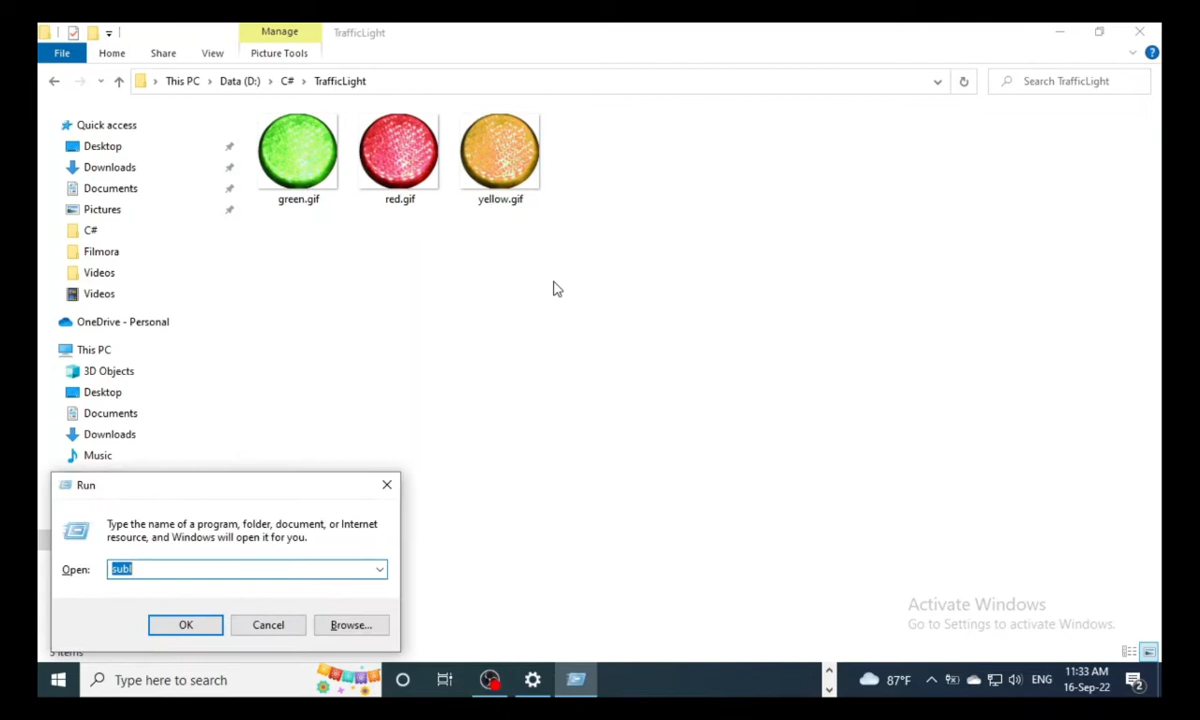 Manage
TrafficLight
File
Home
Share
View
Picture Tools
This PC
Data (D:)
C#
TrafficLight
Search TrafficLight
Quick access
Desktop
Downloads
Documents
Pictures
C#
Filmora
Videos
Videos
OneDrive - Personal
This PC
3D Objects
Desktop
Documents
Downloads
Music
green.gif
red.gif
yellow.gif
Run
Type the name of a program, folder, document, or Internet
resource, and Windows will open it for you.
Open:
subl
OK
Cancel
Browse...
Activate Windows
Go to Settings to activate Windows.
Type here to search
87°F
ENG
11:33 AM
16-Sep-22
2